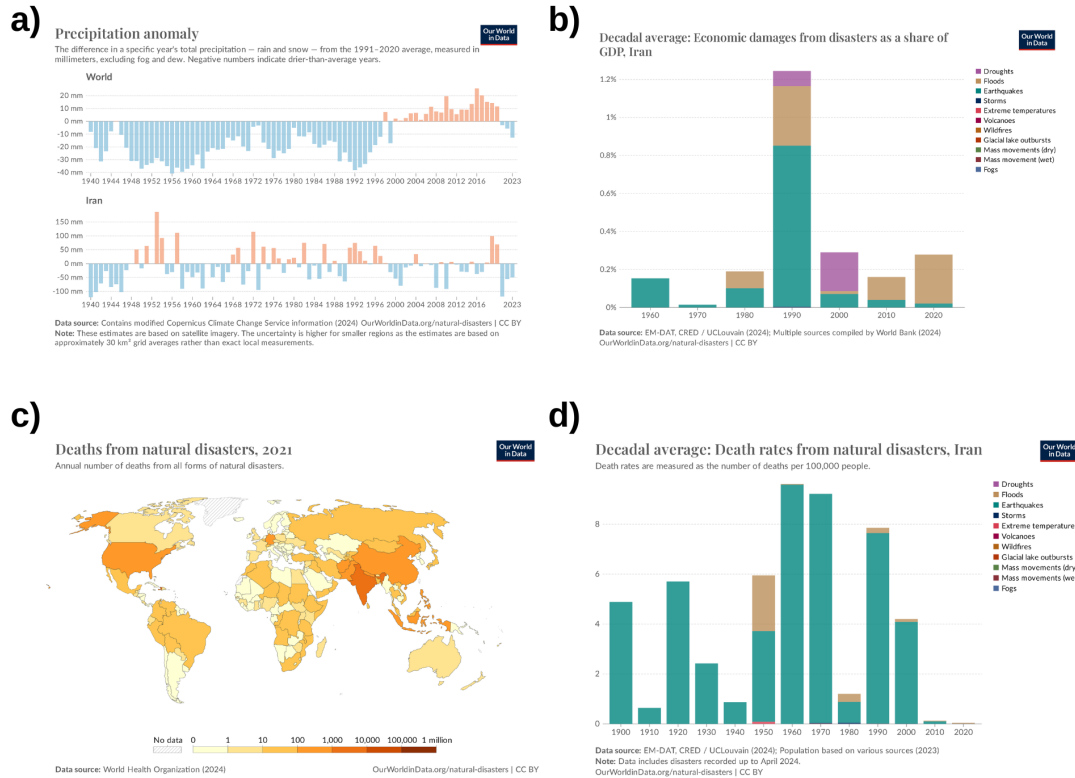 a)
Precipitation anomaly
Our World
in Data
The difference in a specific year's total precipitation — rain and snow — from the 1991–2020 average, measured in
millimeters, excluding fog and dew. Negative numbers indicate drier-than-average years.
World
20 mm
10 mm
0 mm
-10 mm
-20 mm
-30 mm
-40 mm
1940 1944 1948 1952 1956 1960 1964 1968 1972 1976 1980 1984 1988 1992 1996 2000 2004 2008 2012 2016 2023
Iran
150 mm
100 mm
50 mm
0 mm
-50 mm
-100 mm
1940 1944 1948 1952 1956 1960 1964 1968 1972 1976 1980 1984 1988 1992 1996 2000 2004 2008 2012 2016 2023
Data source: Contains modified Copernicus Climate Change Service information (2024) OurWorldinData.org/natural-disasters | CC BY
Note: These estimates are based on satellite imagery. The uncertainty is higher for smaller regions as the estimates are based on
approximately 30 km² grid averages rather than exact local measurements.
b)
Decadal average: Economic damages from disasters as a share of
GDP, Iran
Our World
in Data
1.2%
1%
0.8%
0.6%
0.4%
0.2%
0%
1960 1970 1980 1990 2000 2010 2020
Droughts
Floods
Earthquakes
Storms
Extreme temperatures
Volcanoes
Wildfires
Glacial lake outbursts
Mass movements (dry)
Mass movement (wet)
Fogs
Data source: EM-DAT, CRED / UCLouvain (2024); Multiple sources compiled by World Bank (2024)
OurWorldinData.org/natural-disasters | CC BY
c)
Deaths from natural disasters, 2021
Our World
in Data
Annual number of deaths from all forms of natural disasters.
No data 0 1 10 100 1,000 10,000 100,000 1 million
Data source: World Health Organization (2024) OurWorldinData.org/natural-disasters | CC BY
d)
Decadal average: Death rates from natural disasters, Iran
Our World
in Data
Death rates are measured as the number of deaths per 100,000 people.
8
6
4
2
0
1900 1910 1920 1930 1940 1950 1960 1970 1980 1990 2000 2010 2020
Droughts
Floods
Earthquakes
Storms
Extreme temperature
Volcanoes
Wildfires
Glacial lake outbursts
Mass movements (dry
Mass movements (we
Fogs
Data source: EM-DAT, CRED / UCLouvain (2024); Population based on various sources (2023)
Note: Data includes disasters recorded up to April 2024.
OurWorldinData.org/natural-disasters | CC BY